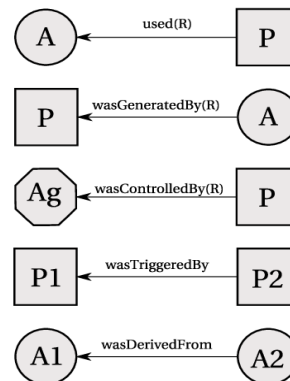 A used(R) P
P wasGeneratedBy(R) A
Ag wasControlledBy(R) P
P1 wasTriggeredBy P2
A1 wasDerivedFrom A2